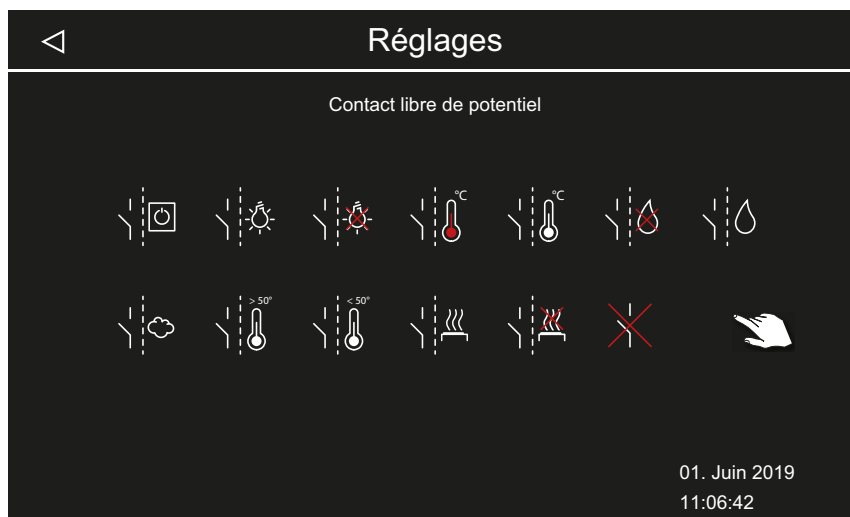 Réglages
Contact libre de potentiel
°C °C
> 50° < 50°
01. Juin 2019
11:06:42